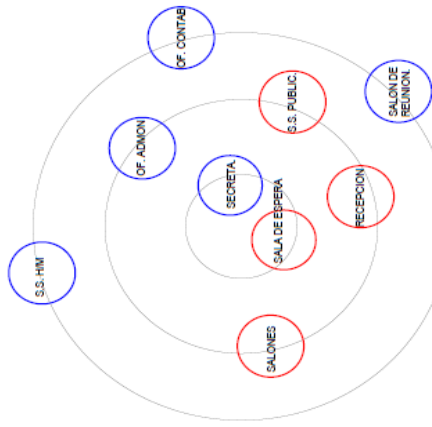 OF. CONTAB
SALON DE
REUNION.
S.S. PUBLIC.
OF. ADMON
SECRETA.
RECEPCION
SALA DE ESPERA
S.S. H/M
SALONES